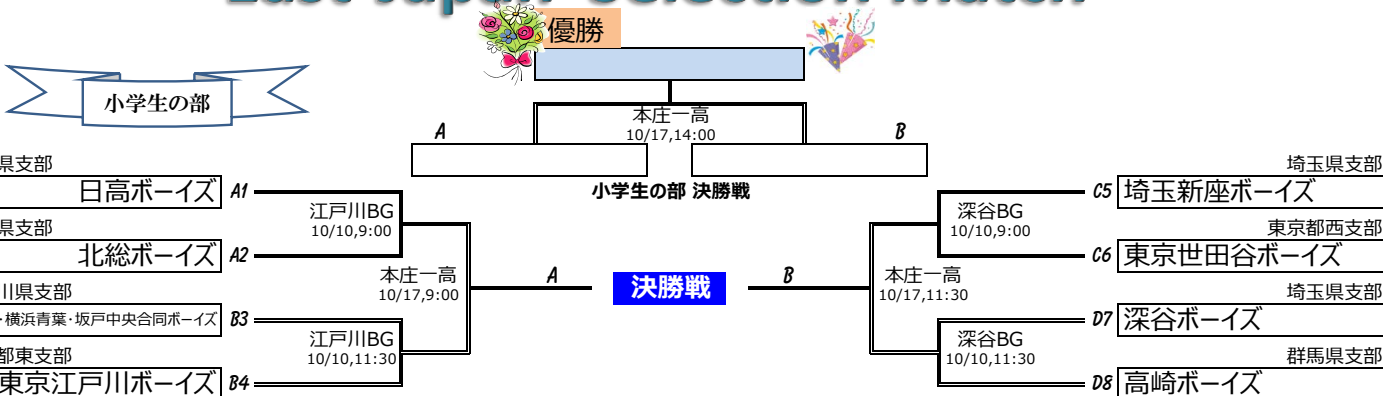 East Japan Selection Match
優勝
小学生の部
本庄一高
10/17,14:00
A
B
小学生の部 決勝戦
県支部
日高ボーイズ A1
江戸川BG
10/10,9:00
県支部
北総ボーイズ A2
本庄一高
10/17,9:00
A
川県支部
・横浜青葉・坂戸中央合同ボーイズ B3
江戸川BG
10/10,11:30
都東支部
東京江戸川ボーイズ B4
決勝戦
B
埼玉県支部
C5 埼玉新座ボーイズ
深谷BG
10/10,9:00
東京都西支部
C6 東京世田谷ボーイズ
本庄一高
10/17,11:30
埼玉県支部
D7 深谷ボーイズ
深谷BG
10/10,11:30
群馬県支部
D8 高崎ボーイズ